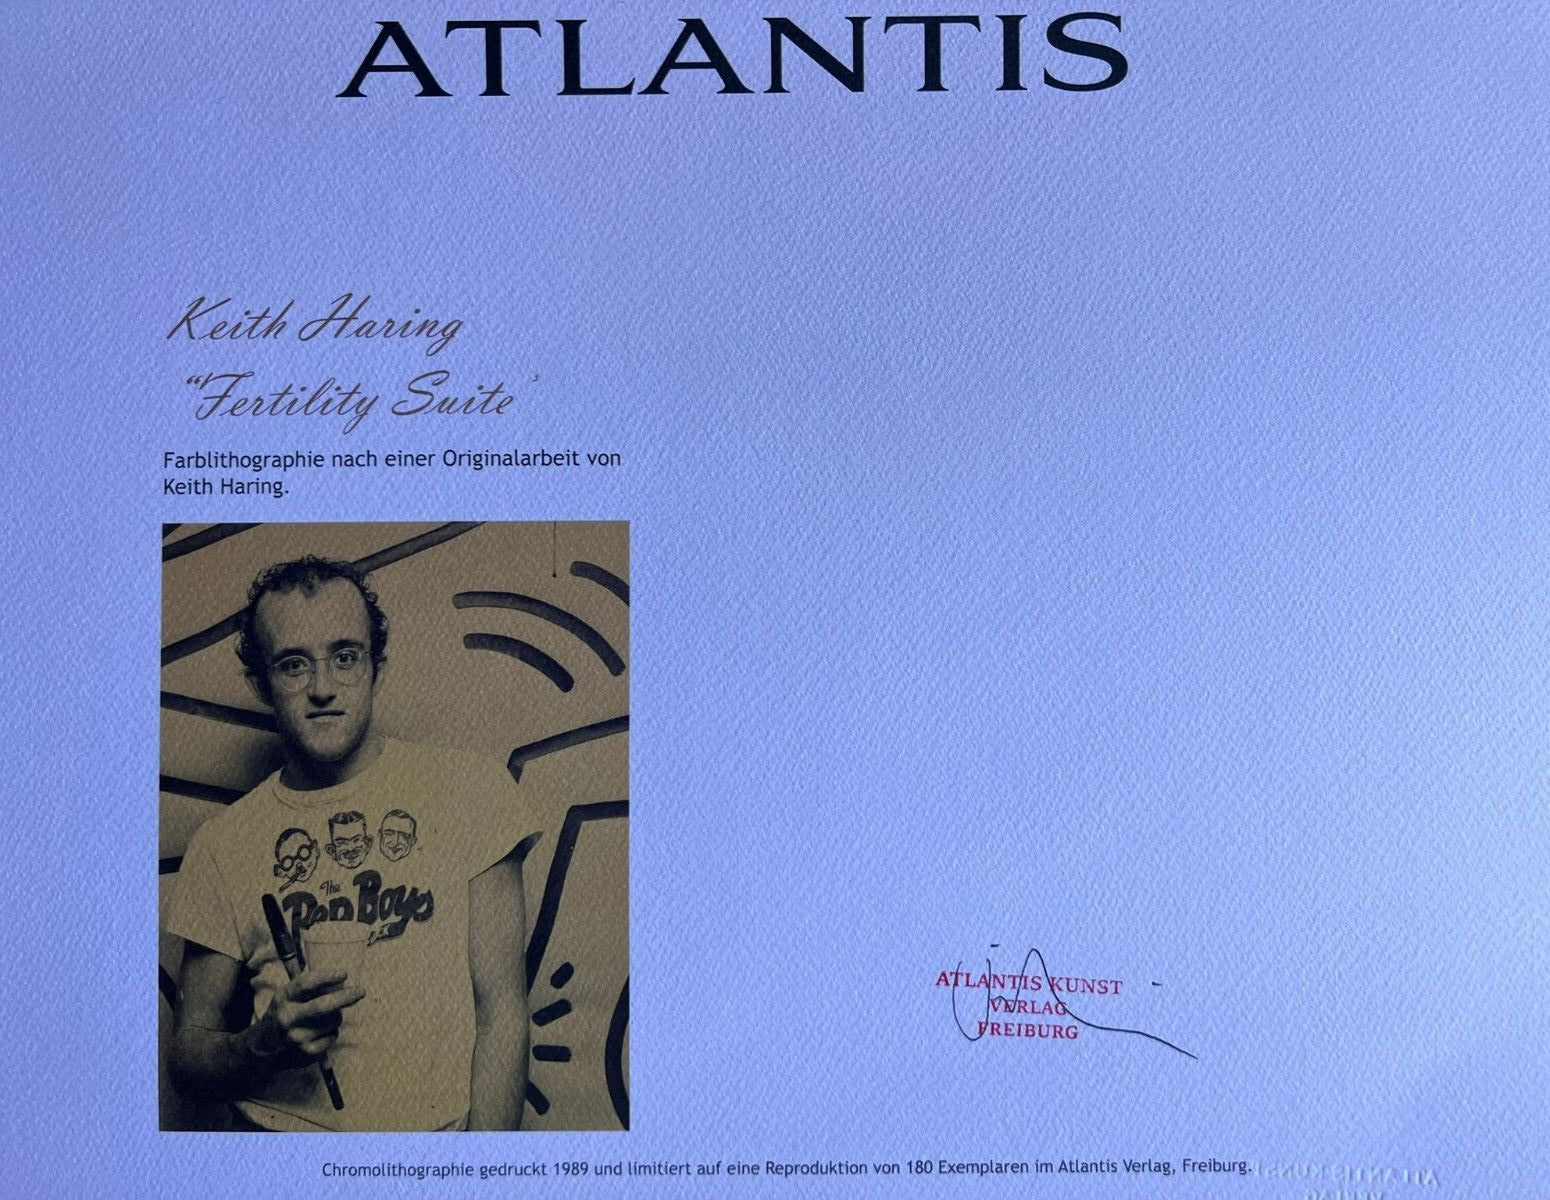 ATLANTIS
Keith Haring
“Fertility Suite’
Farblithographie nach einer Originalarbeit von
Keith Haring.
The
Boys
ATLANTIS KUNST
VERLAG
FREIBURG
Chromolithographie gedruckt 1989 und limitiert auf eine Reproduktion von 180 Exemplaren im Atlantis Verlag, Freiburg.